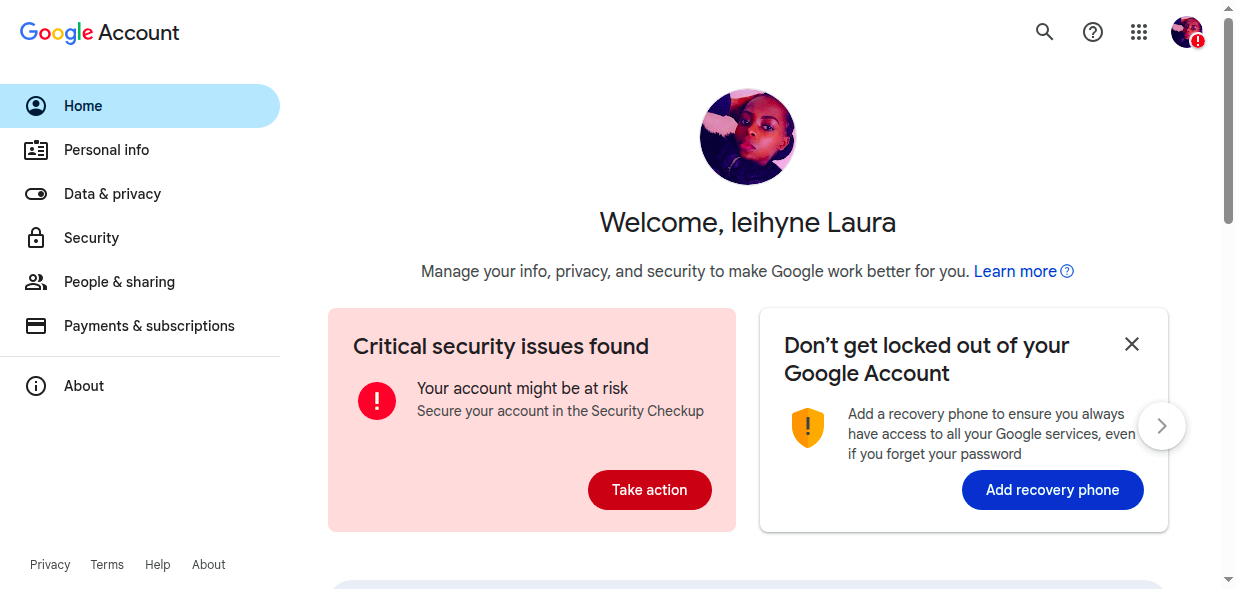 Google Account
Home
Personal info
Data & privacy
Security
People & sharing
Payments & subscriptions
About
Privacy Terms Help About
Welcome, leihyne Laura
Manage your info, privacy, and security to make Google work better for you. Learn more
Critical security issues found
Your account might be at risk
Secure your account in the Security Checkup
Take action
Don’t get locked out of your
Google Account
Add a recovery phone to ensure you always
have access to all your Google services, even
if you forget your password
Add recovery phone